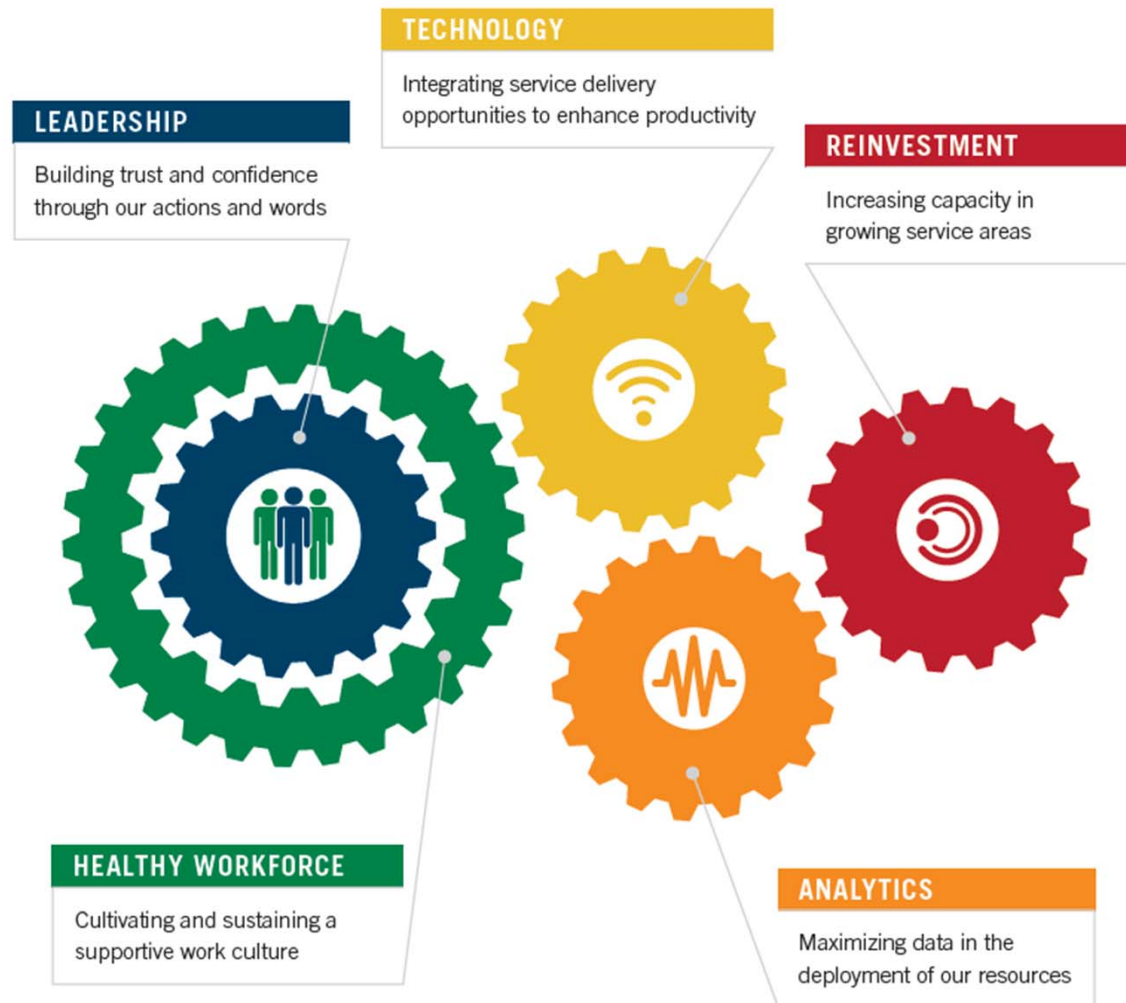 TECHNOLOGY
Integrating service delivery
opportunities to enhance productivity
LEADERSHIP
Building trust and confidence
through our actions and words
REINVESTMENT
Increasing capacity in
growing service areas
HEALTHY WORKFORCE
Cultivating and sustaining a
supportive work culture
ANALYTICS
Maximizing data in the
deployment of our resources